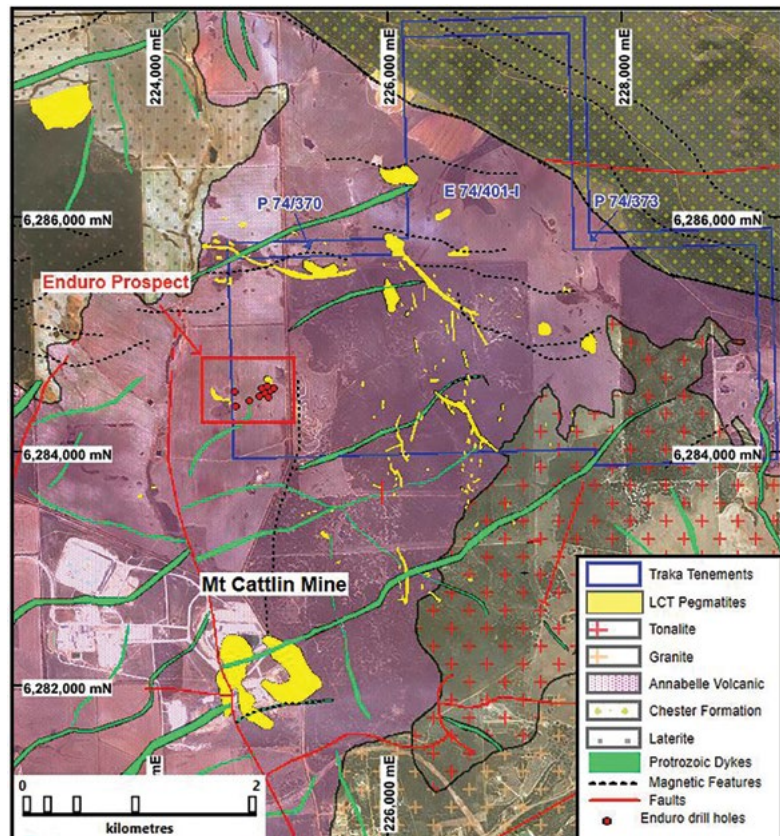 224,000 mE
226,000 mE
228,000 mE
P 74/370
E 74/401-I
P 74/373
6,286,000 mN
6,286,000 mN
Enduro Prospect
6,284,000 mN
6,284,000 mN
Mt Cattlin Mine
6,282,000 mN
mE
226,000 mE
0
2
kilometres
Traka Tenements
LCT Pegmatites
Tonalite
Granite
Annabelle Volcanic
Chester Formation
Laterite
Protrozoic Dykes
Magnetic Features
Faults
Enduro drill holes